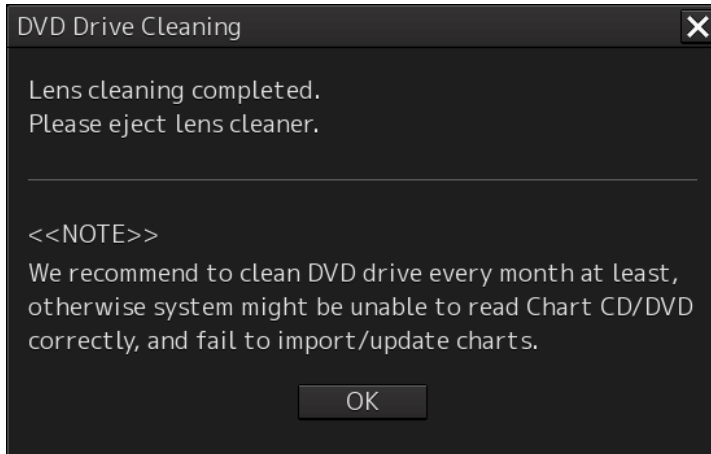 DVD Drive Cleaning
Lens cleaning completed.
Please eject lens cleaner.
<<NOTE>>
We recommend to clean DVD drive every month at least,
otherwise system might be unable to read Chart CD/DVD
correctly, and fail to import/update charts.
OK